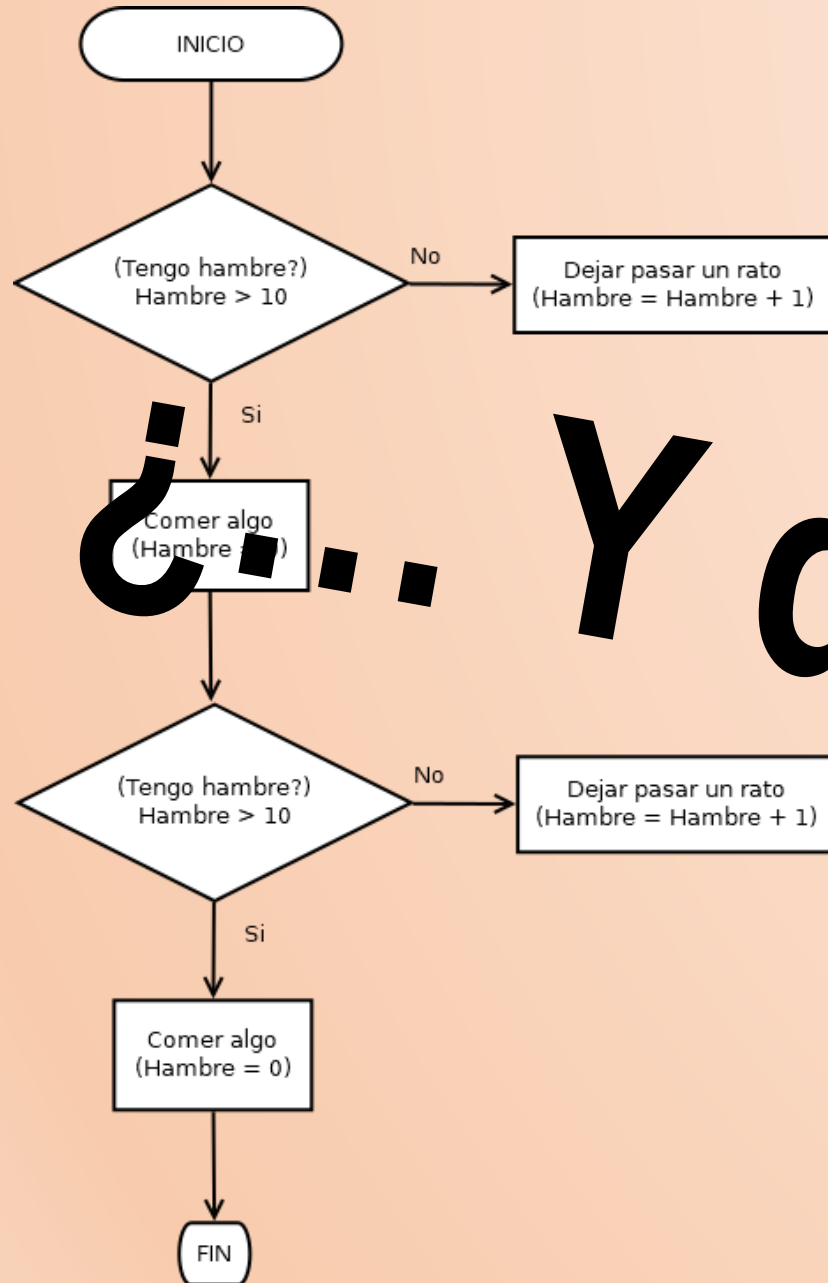 INICIO
(Tengo hambre?)
Hambre > 10
No
Dejar pasar un rato
(Hambre = Hambre + 1)
Si
¿... Y
Comer algo
(Hambre
(Tengo hambre?)
Hambre > 10
No
Dejar pasar un rato
(Hambre = Hambre + 1)
Si
Comer algo
(Hambre = 0)
FIN